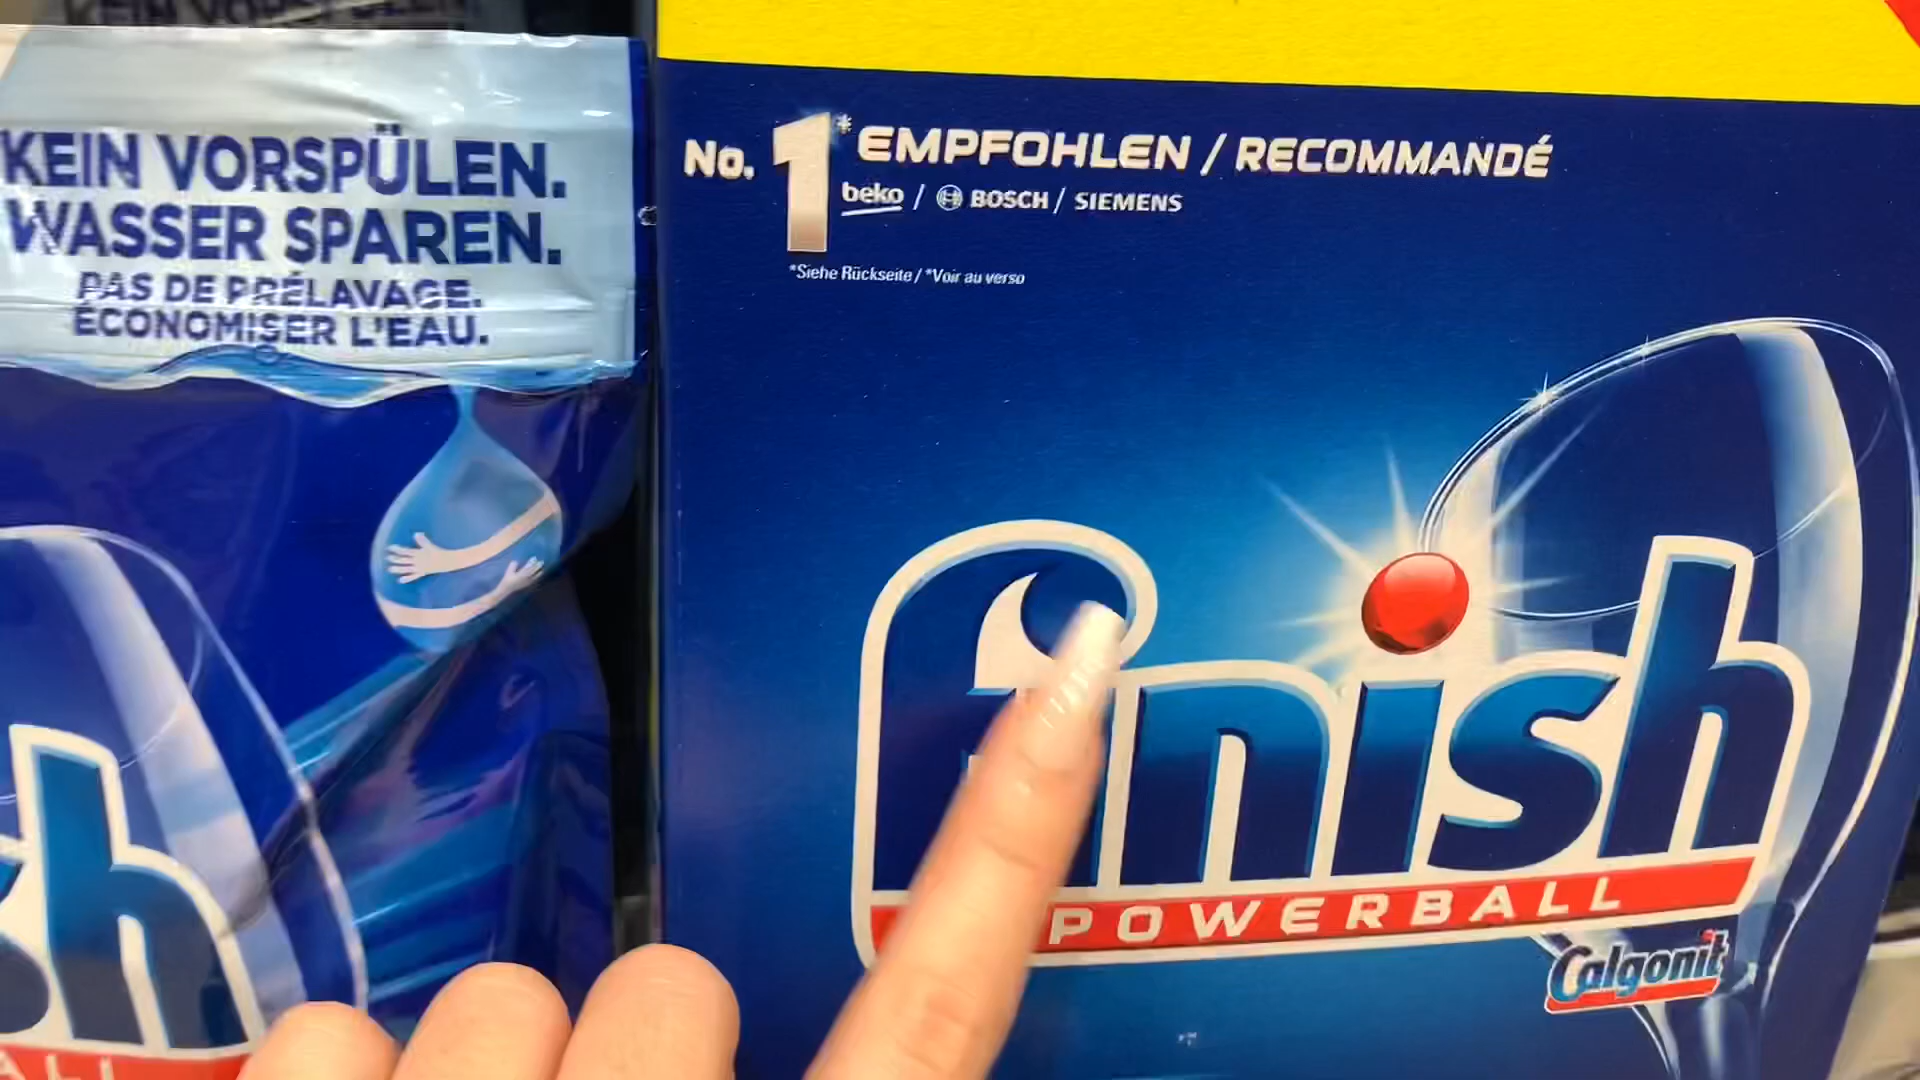 KEIN VORSPÜLEN.
WASSER SPAREN.
PAS DE PRÉLAVAGE.
ÉCONOMISER L'EAU.
No. 1* EMPFOHLEN / RECOMMANDÉ
beko / BOSCH / SIEMENS
*Siehe Rückseite / *Voir au verso
finish
POWERBALL
Calgonit